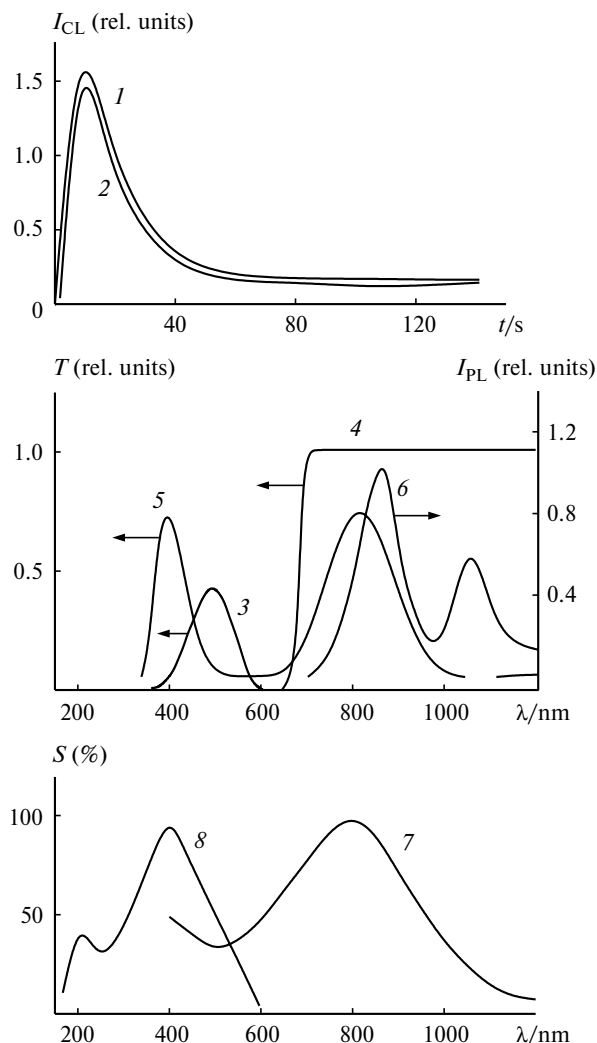 I_CL (rel. units)
1.5
1
1.0
2
0.5
0
40 80 120 t/s
T (rel. units) I_PL (rel. units)
1.0 4 1.2
5 6
0.8
0.5 3 0.4
200 400 600 800 1000 λ/nm
S (%)
100
8 7
50
200 400 600 800 1000 λ/nm